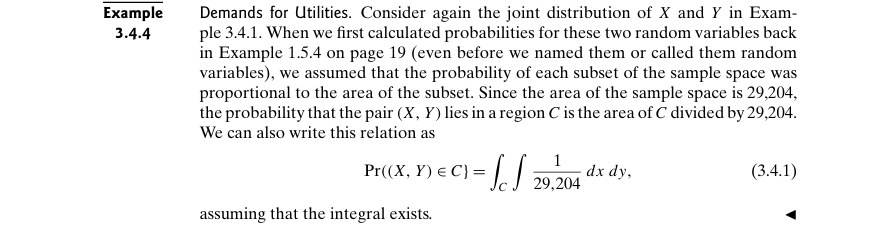 Example Demands for Utilities. Consider again the joint distribution of X and Y in Exam-
3.4.4 ple 3.4.1. When we first calculated probabilities for these two random variables back
in Example 1.5.4 on page 19 (even before we named them or called them random
variables), we assumed that the probability of each subset of the sample space was
proportional to the area of the subset. Since the area of the sample space is 29,204,
the probability that the pair (X, Y) lies in a region C is the area of C divided by 29,204.
We can also write this relation as
Pr((X, Y) ∈ C} = ∫_C ∫ 1/29,204 dx dy, (3.4.1)
assuming that the integral exists. ◄